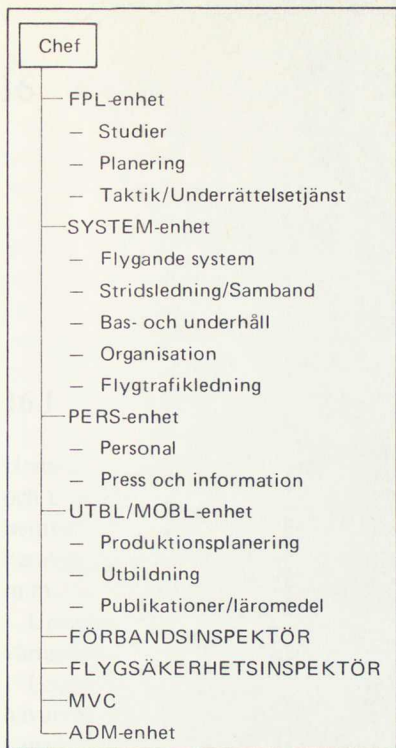 Chef
FPL-enhet
– Studier
– Planering
– Taktik/Underrättelsetjänst
SYSTEM-enhet
– Flygande system
– Stridsledning/Samband
– Bas- och underhåll
– Organisation
– Flygtrafikledning
PERS-enhet
– Personal
– Press och information
UTBL/MOBL-enhet
– Produktionsplanering
– Utbildning
– Publikationer/läromedel
FÖRBANDSINSPEKTÖR
FLYGSÄKERHETSINSPEKTÖR
MVC
ADM-enhet